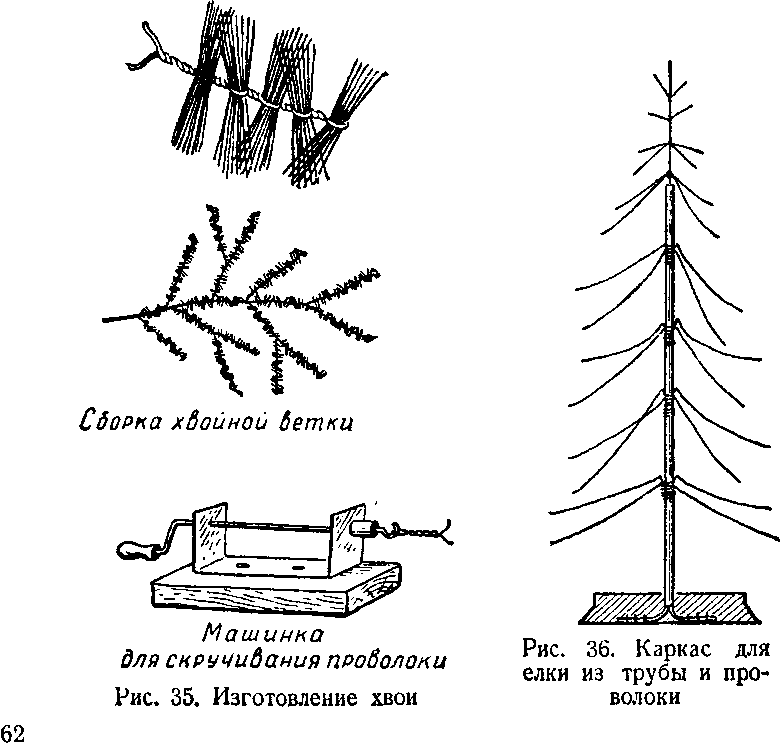 Сборка хвойной ветки
Машинка
для скручивания проволоки
Рис. 35. Изготовление хвои
Рис. 36. Каркас для
елки из трубы и про-
волоки
62